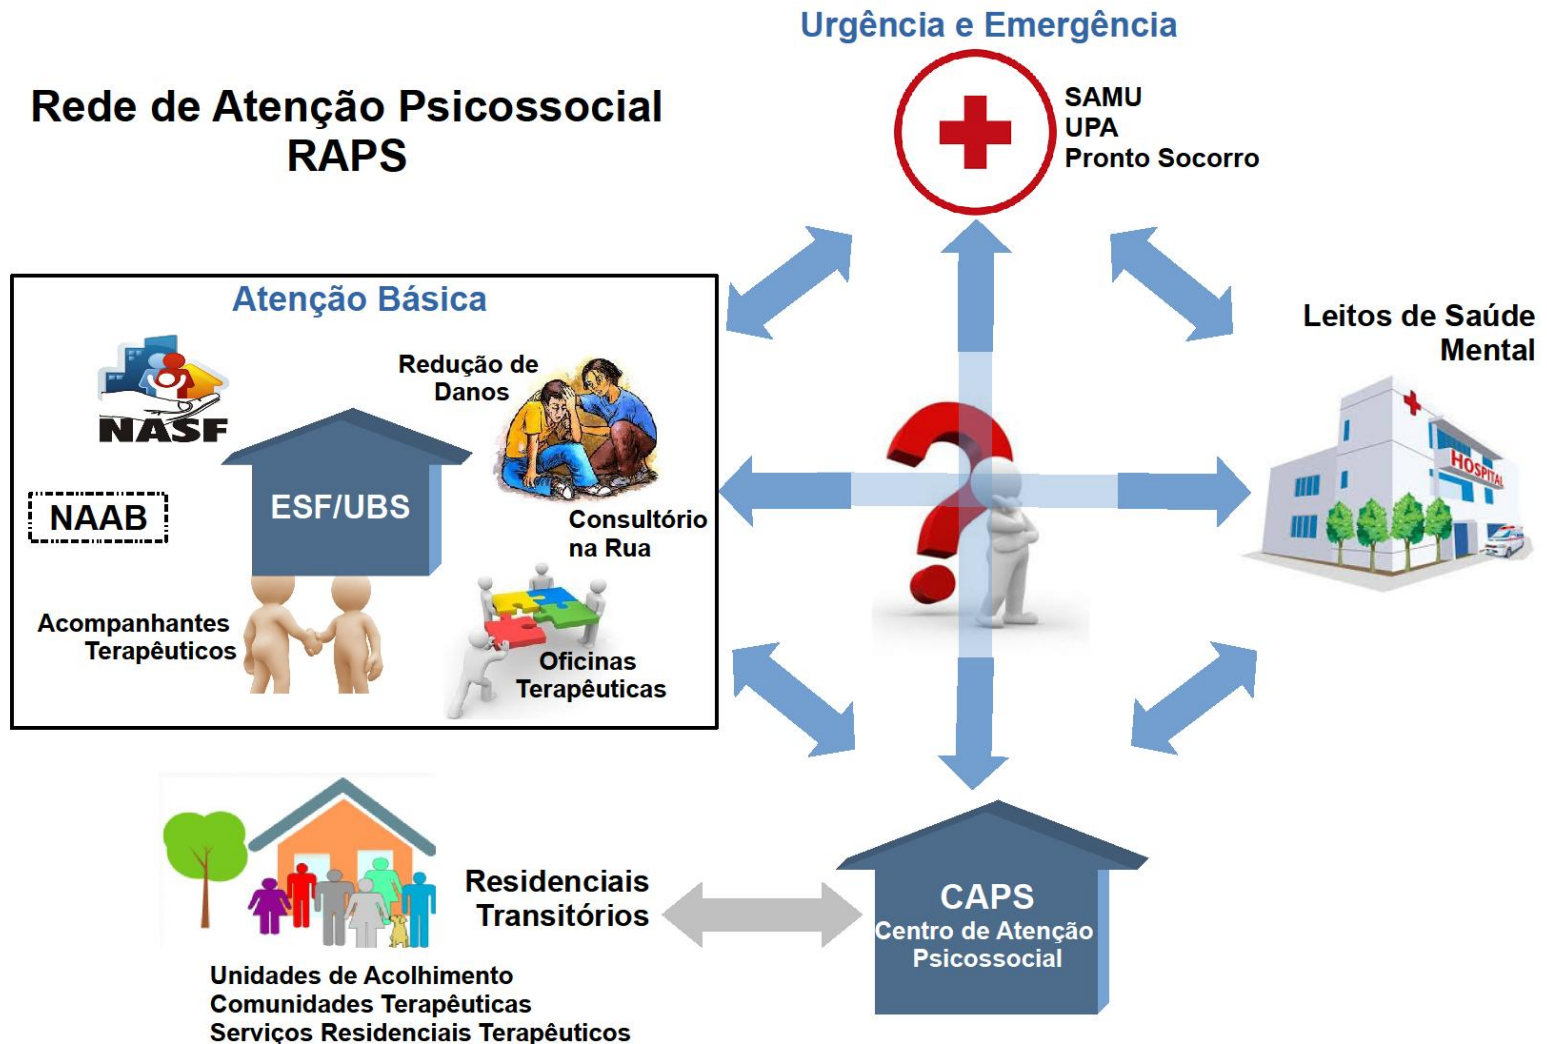 Urgência e Emergência
Rede de Atenção Psicossocial
RAPS
SAMU
UPA
Pronto Socorro
Atenção Básica
NASF
Redução de
Danos
ESF/UBS
NAAB
Consultório
na Rua
Acompanhantes
Terapêuticos
Oficinas
Terapêuticas
Leitos de Saúde
Mental
HOSPITAL
Residenciais
Transitórios
CAPS
Centro de Atenção
Psicossocial
Unidades de Acolhimento
Comunidades Terapêuticas
Serviços Residenciais Terapêuticos